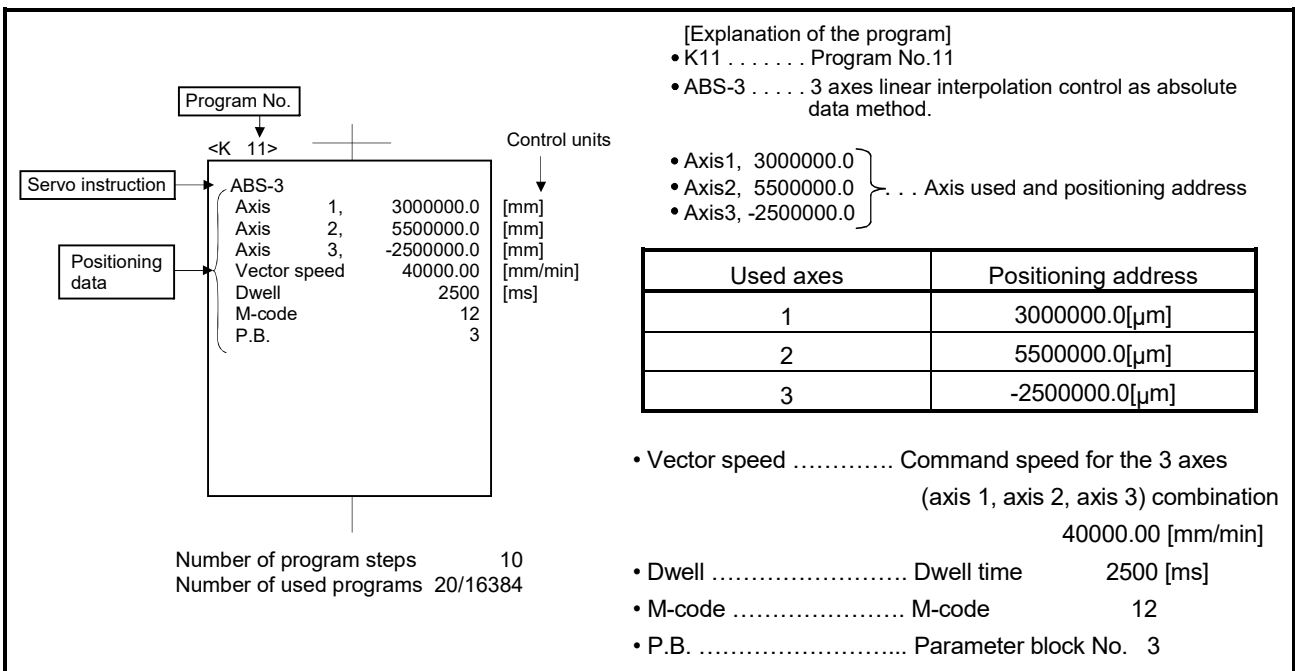 Program No.
<K 11>
Control units
Servo instruction
ABS-3
Axis 1, 3000000.0 [mm]
Axis 2, 5500000.0 [mm]
Axis 3, -2500000.0 [mm]
Positioning
data
Vector speed 40000.00 [mm/min]
Dwell 2500 [ms]
M-code 12
P.B. 3
Number of program steps 10
Number of used programs 20/16384
[Explanation of the program]
• K11 . . . . . . . Program No.11
• ABS-3 . . . . . 3 axes linear interpolation control as absolute
data method.
• Axis1, 3000000.0
• Axis2, 5500000.0 . . . Axis used and positioning address
• Axis3, -2500000.0
Used axes Positioning address
1 3000000.0[μm]
2 5500000.0[μm]
3 -2500000.0[μm]
• Vector speed …………. Command speed for the 3 axes
(axis 1, axis 2, axis 3) combination
40000.00 [mm/min]
• Dwell ……………………. Dwell time 2500 [ms]
• M-code …………………. M-code 12
• P.B. ……………………... Parameter block No. 3